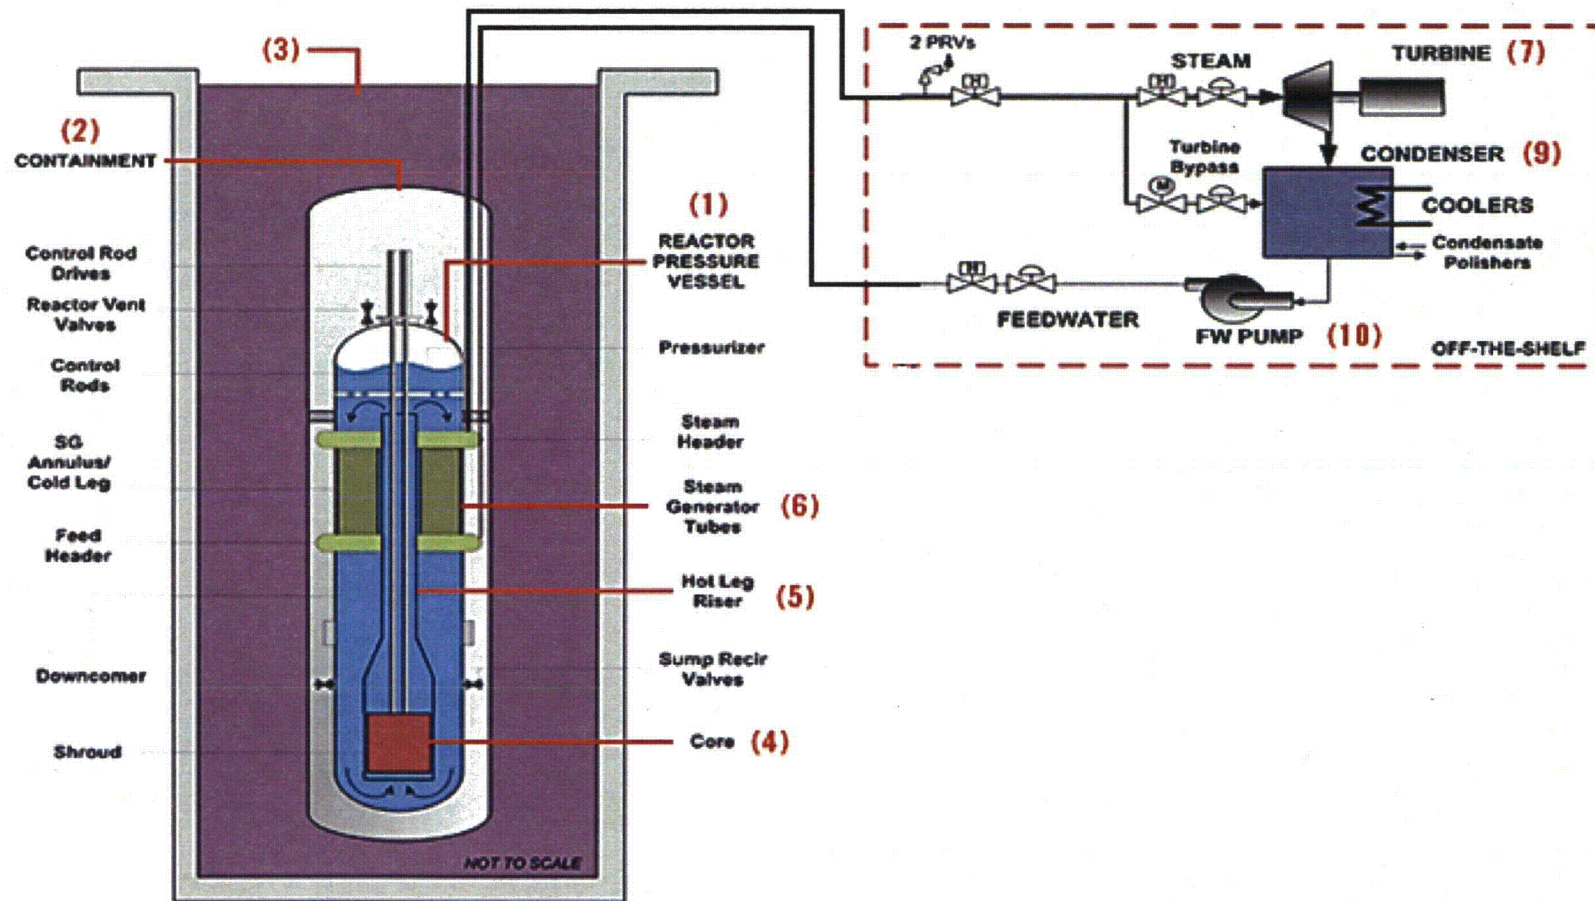 (3)
(2)
CONTAINMENT
Control Rod
Drives
Reactor Vent
Valves
Control
Rods
SG
Annulus/
Cold Leg
Feed
Header
Downcomer
Shroud
(1)
REACTOR
PRESSURE
VESSEL
Pressurizer
Steam
Header
Steam
Generator
Tubes
(6)
Hot Leg
Riser
(5)
Sump Recir
Valves
Core (4)
NOT TO SCALE
2 PRVs
H
STEAM
H
TURBINE (7)
Turbine
Bypass
M
CONDENSER (9)
COOLERS
Condensate
Polishers
H
FEEDWATER
FW PUMP (10)
OFF-THE-SHELF